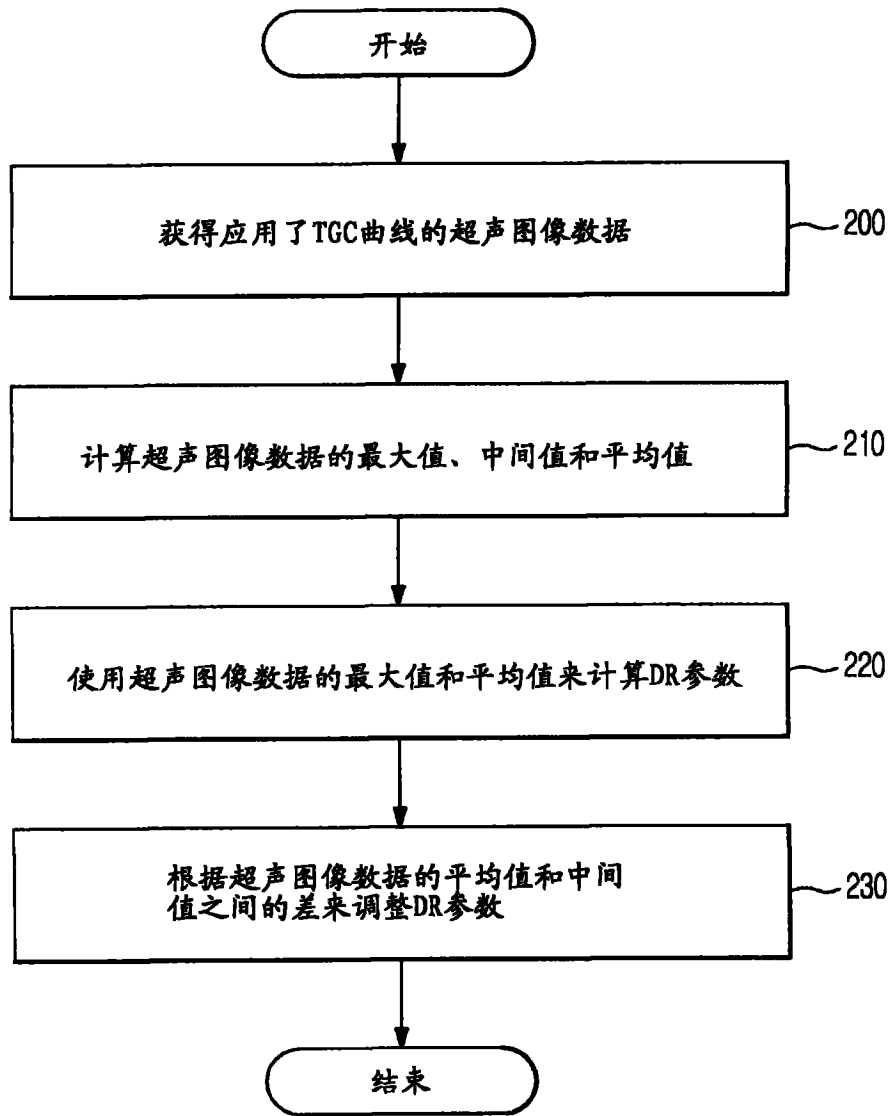 开始
获得应用了TGC曲线的超声图像数据
200
计算超声图像数据的最大值、中间值和平均值
210
使用超声图像数据的最大值和平均值来计算DR参数
220
根据超声图像数据的平均值和中间
值之间的差来调整DR参数
230
结束